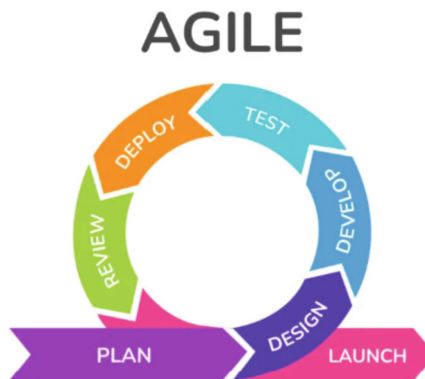 AGILE
PLAN
DESIGN
DEVELOP
TEST
DEPLOY
REVIEW
LAUNCH